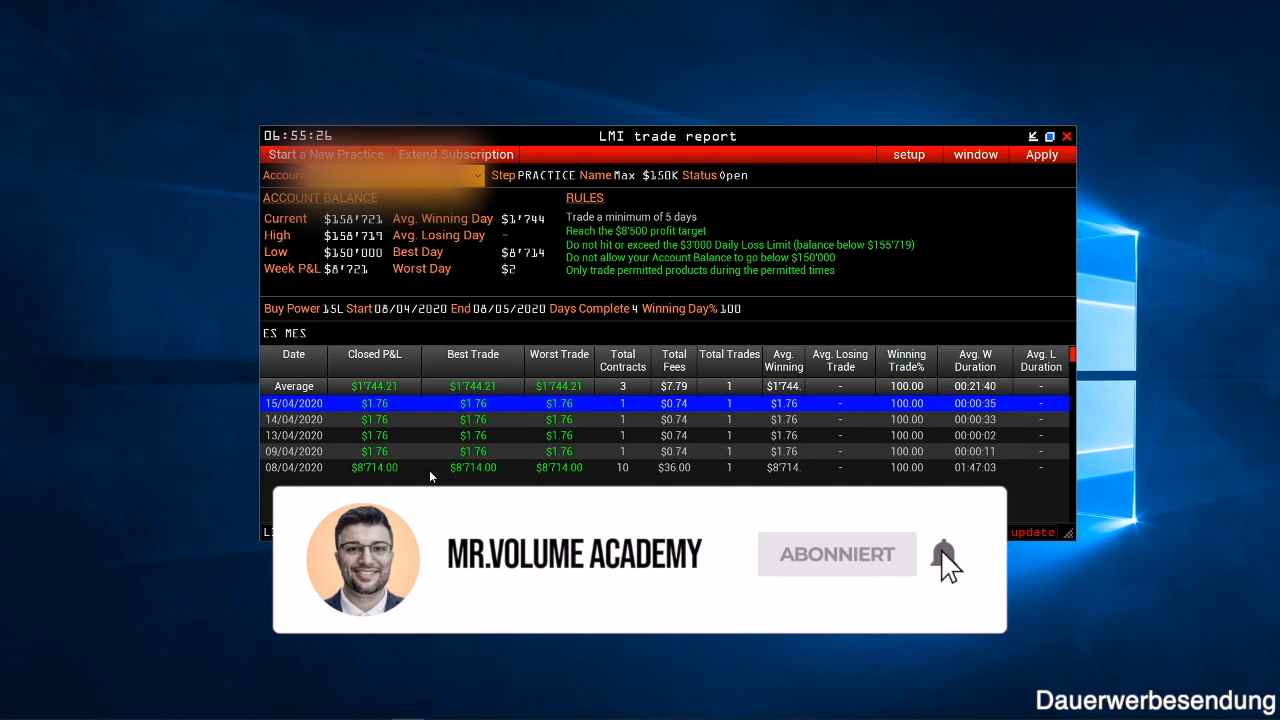 06:55:26 LMI trade report
Start a New Practice Extend Subscription setup window Apply
Accoun Step PRACTICE Name Max $150K Status Open
ACCOUNT BALANCE RULES
Current $158'721 Avg. Winning Day $1'744 Trade a minimum of 5 days
High $158'719 Avg. Losing Day - Reach the $8'500 profit target
Low $150'000 Best Day $8'714 Do not hit or exceed the $3'000 Daily Loss Limit (balance below $155'719)
Week P&L $8'721 Worst Day $2 Do not allow your Account Balance to go below $150'000
Only trade permitted products during the permitted times
Buy Power 15L Start 08/04/2020 End 08/05/2020 Days Complete 4 Winning Day% 100
ES MES
Date Closed P&L Best Trade Worst Trade Total Contracts Total Fees Total Trades Avg. Winning Avg. Losing Trade Winning Trade% Avg. W Duration Avg. L Duration
Average $1'744.21 $1'744.21 $1'744.21 3 $7.79 1 $1'744. - 100.00 00:21:40 -
15/04/2020 $1.76 $1.76 $1.76 1 $0.74 1 $1.76 - 100.00 00:00:35 -
14/04/2020 $1.76 $1.76 $1.76 1 $0.74 1 $1.76 - 100.00 00:00:33 -
13/04/2020 $1.76 $1.76 $1.76 1 $0.74 1 $1.76 - 100.00 00:00:02 -
09/04/2020 $1.76 $1.76 $1.76 1 $0.74 1 $1.76 - 100.00 00:00:11 -
08/04/2020 $8'714.00 $8'714.00 $8'714.00 10 $36.00 1 $8'714. - 100.00 01:47:03 -
update
MR.VOLUME ACADEMY ABONNIERT
Dauerwerbesendung